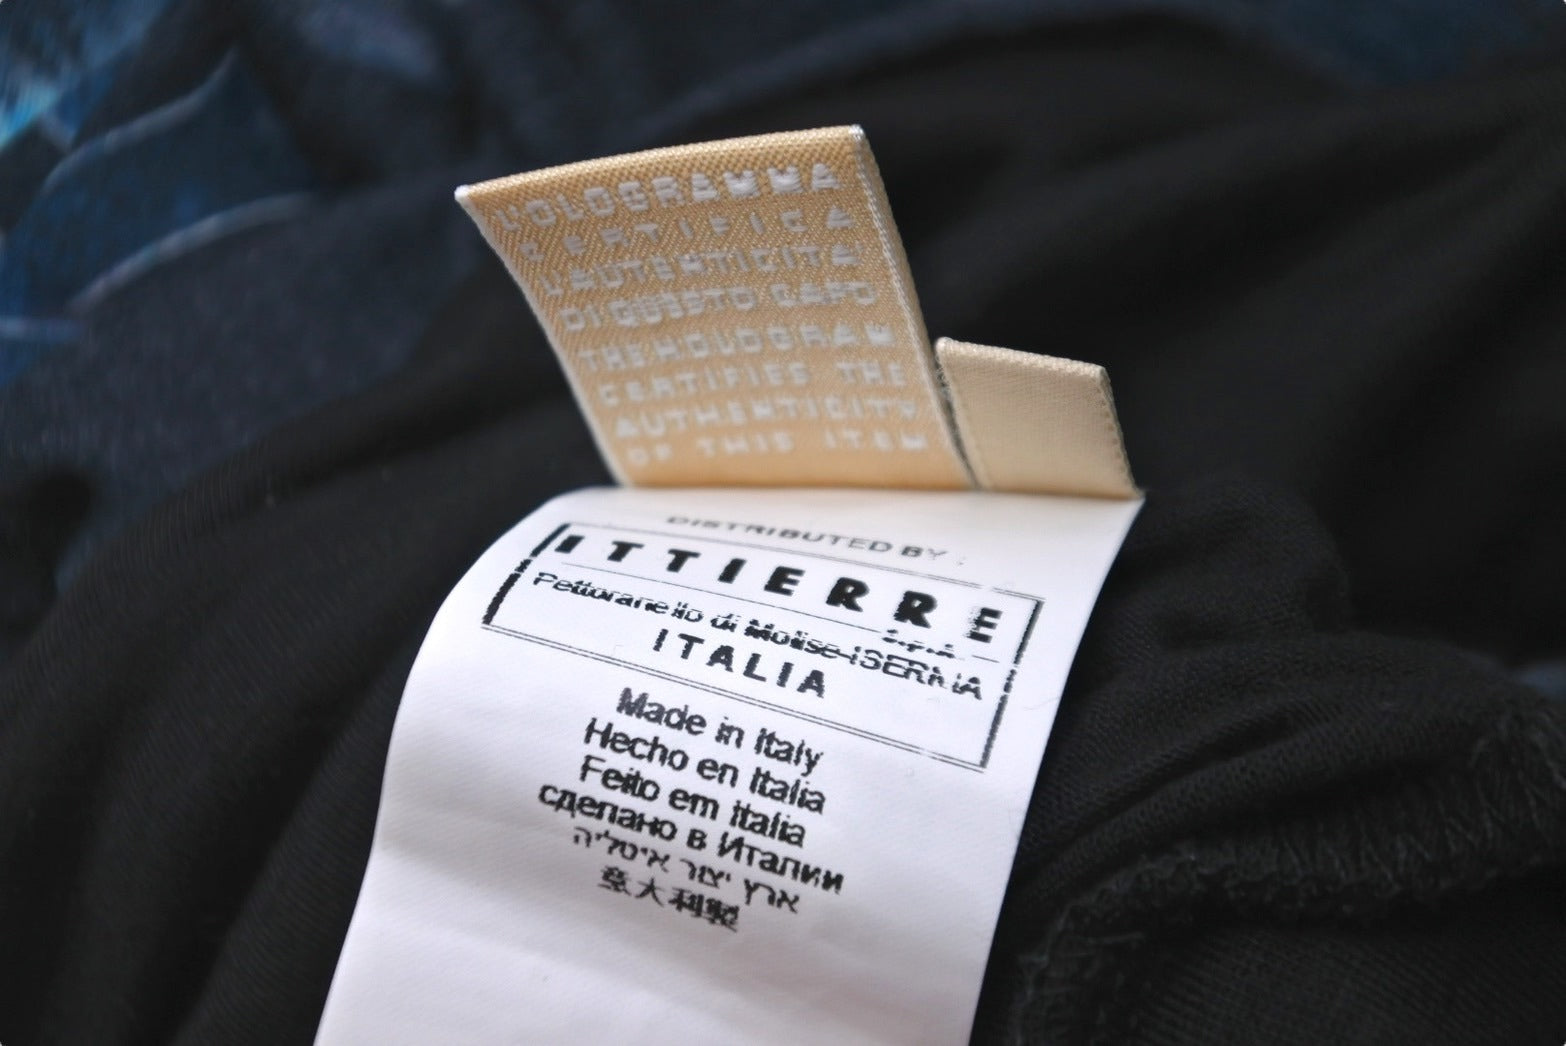 L'OLOGRAMMA
CERTIFICA
L'AUTENTICITA'
DI QUESTO CAPO
THE HOLOGRAM
CERTIFIES THE
AUTHENTICITY
OF THIS ITEM
DISTRIBUTED BY
ITTIERRE
S.p.A.
Pettoranello di Molise-ISERNIA
ITALIA
Made in Italy
Hecho en Italia
Feito em Italia
сделано в Италии
ארץ יצור איטליה
意大利製